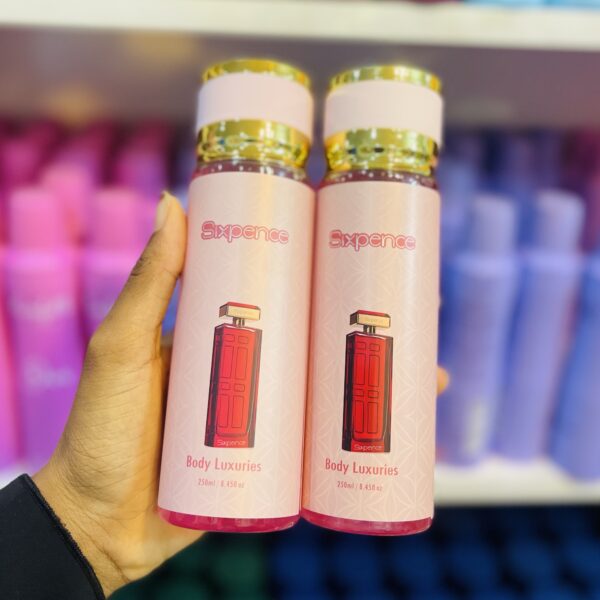 Sixpence
Sixpence
Body Luxuries
250ml / 8.45fl oz
Sixpence
Sixpence
Body Luxuries
250ml / 8.45fl oz